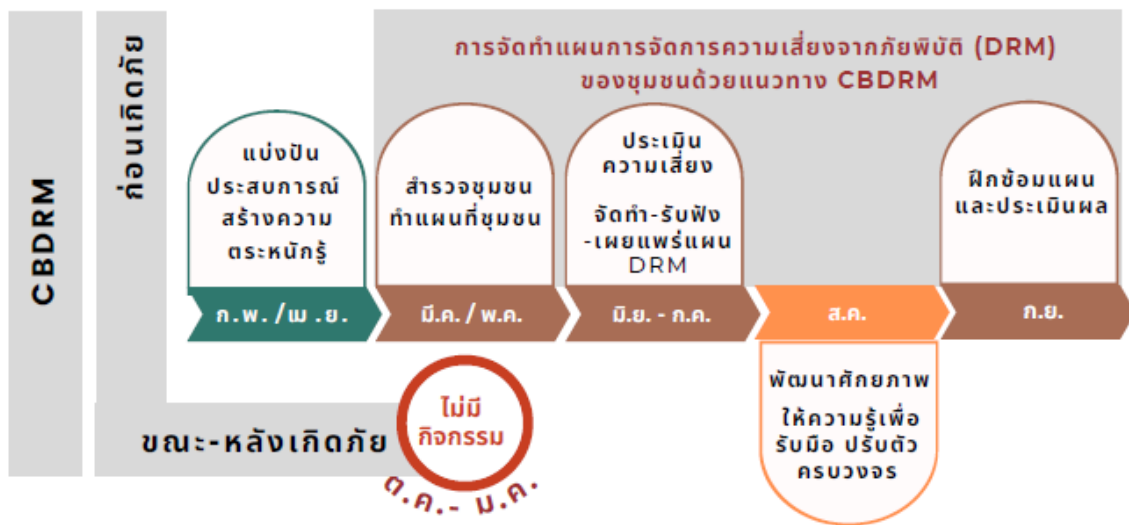 CBDRM
ก่อนเกิดภัย
การจัดทำแผนการจัดการความเสี่ยงจากภัยพิบัติ (DRM)
ของชุมชนด้วยแนวทาง CBDRM
แบ่งปัน
ประสบการณ์
สร้างความ
ตระหนักรู้
สำรวจชุมชน
ทำแผนที่ชุมชน
ประเมิน
ความเสี่ยง
จัดทำ-รับฟัง
-เผยแพร่แผน
DRM
ฝึกซ้อมแผน
และประเมินผล
ก.พ. /เม .ย.
มี.ค. / พ.ค.
มิ.ย. - ก.ค.
ส.ค.
ก.ย.
พัฒนาศักยภาพ
ให้ความรู้เพื่อ
รับมือ ปรับตัว
ครบวงจร
ขณะ-หลังเกิดภัย
ไม่มี
กิจกรรม
ต.ค.- ม.ค.